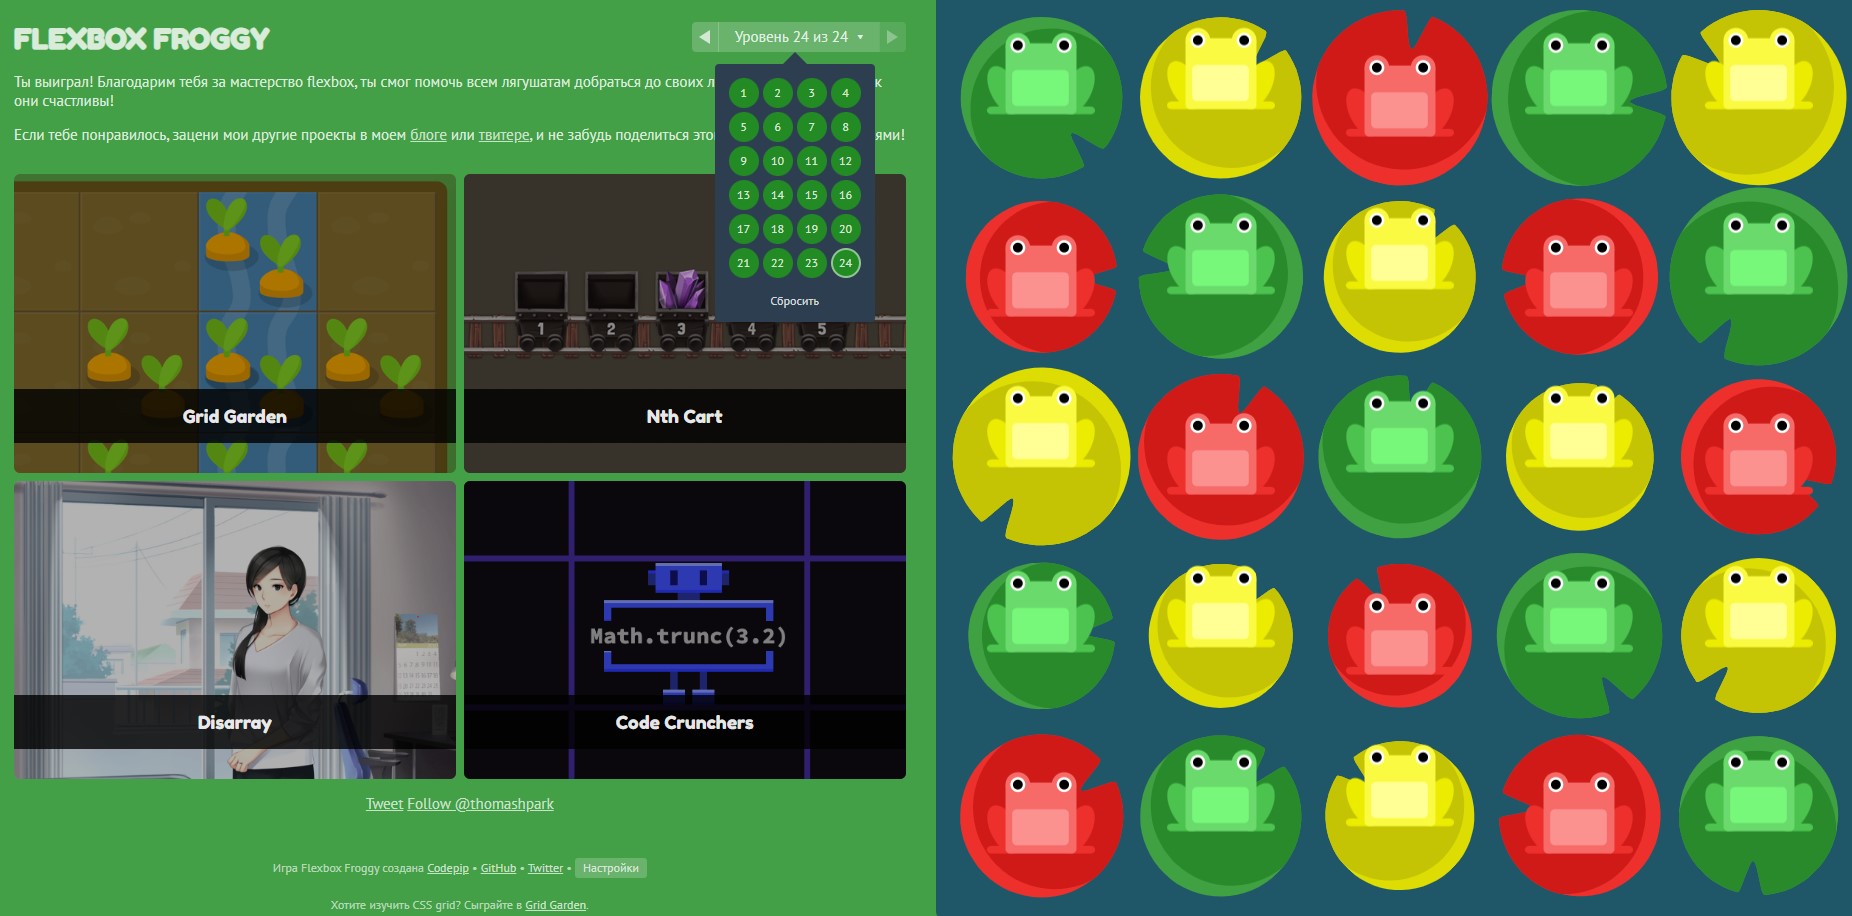 FLEXBOX FROGGY
Уровень 24 из 24
Ты выиграл! Благодарим тебя за мастерство flexbox, ты смог помочь всем лягушатам добраться до своих
они счастливы!
Если тебе понравилось, зацени мои другие проекты в моем блоге или твитере, и не забудь поделиться
1 2 3 4
5 6 7 8
9 10 11 12
13 14 15 16
17 18 19 20
21 22 23 24
Сбросить
1 2 3 4 5
Grid Garden
Nth Cart
Math.trunc(3.2)
Disarray
Code Crunchers
Tweet Follow @thomashpark
Игра Flexbox Froggy создана Codepip • GitHub • Twitter • Настройки
Хотите изучить CSS grid? Сыграйте в Grid Garden.